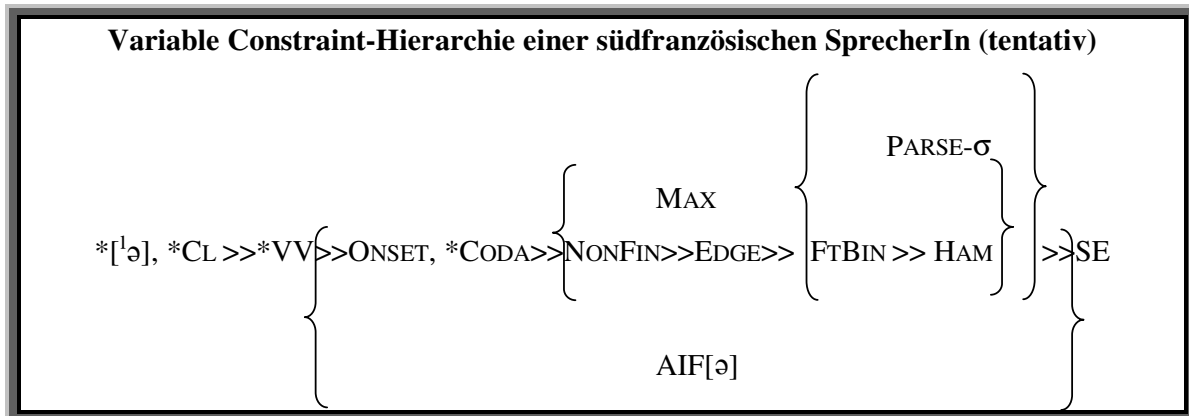 Variable Constraint-Hierarchie einer südfranzösischen SprecherIn (tentativ)
PARSE-σ
MAX
*[ˈə], *CL >>*VV>>ONSET, *CODA>>NONFIN>>EDGE>> FTBIN >> HAM >>SE
AIF[ə]